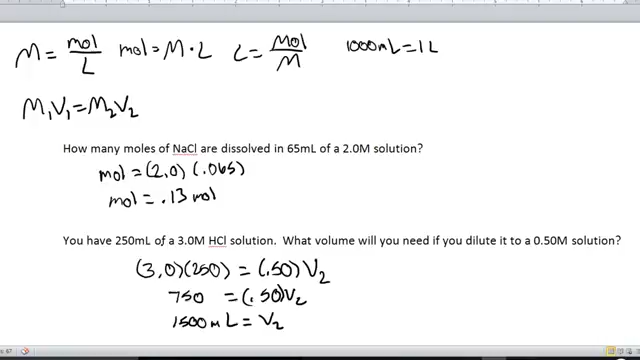 M = mol/L mol = M · L L = mol/M 1000mL = 1L
M₁V₁ = M₂V₂
How many moles of NaCl are dissolved in 65mL of a 2.0M solution?
mol = (2.0)(.065)
mol = .13 mol
You have 250mL of a 3.0M HCl solution. What volume will you need if you dilute it to a 0.50M solution?
(3.0)(250) = (.50)V₂
750 = (.50)V₂
1500mL = V₂